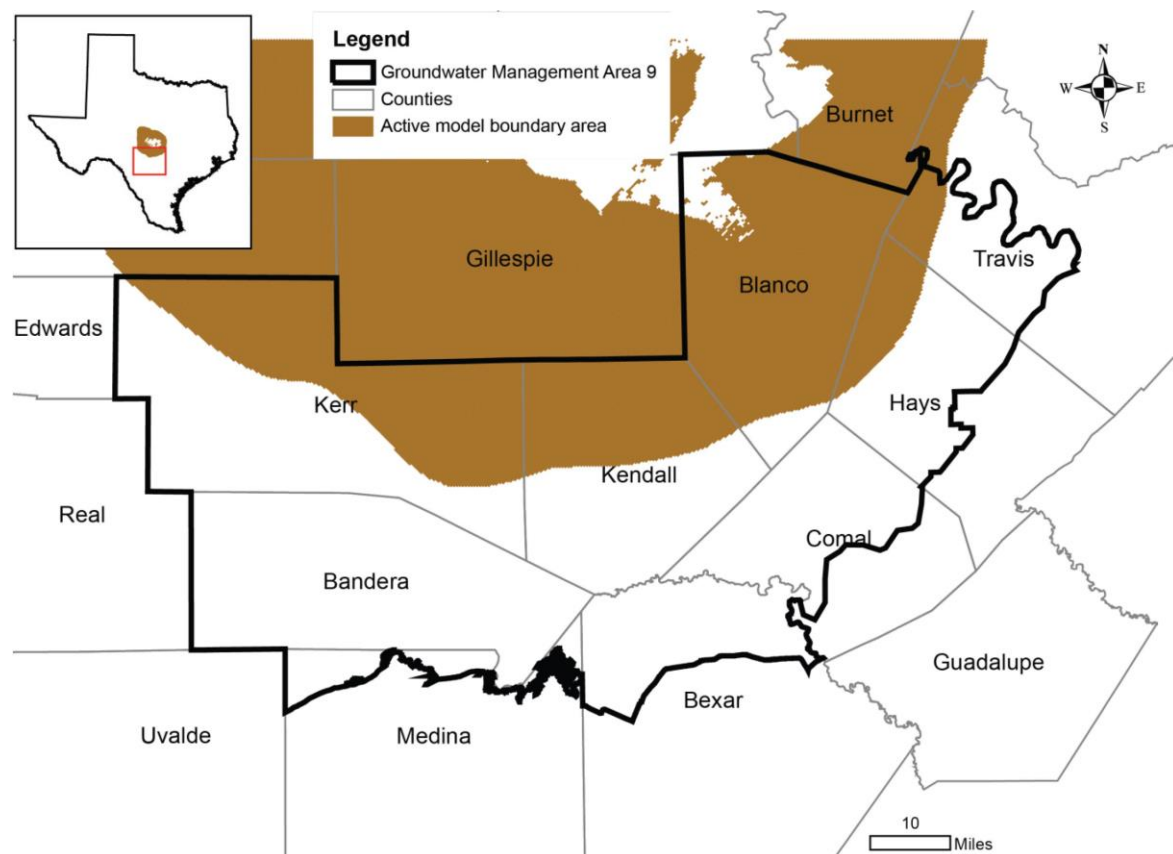 Legend
Groundwater Management Area 9
Counties
Active model boundary area
N
W E
S
Burnet
Travis
Gillespie
Blanco
Edwards
Kerr
Hays
Kendall
Real
Comal
Bandera
Guadalupe
Bexar
Uvalde
Medina
10
Miles